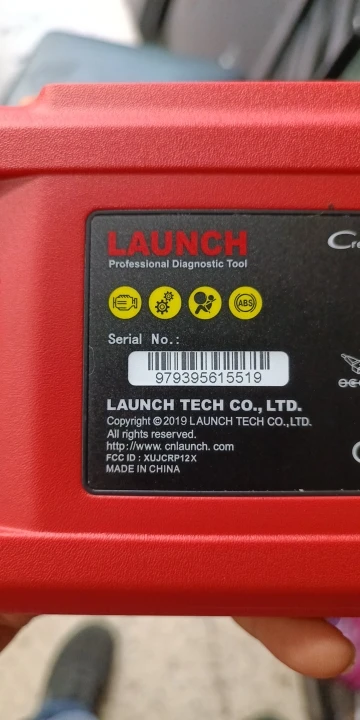 LAUNCH
Professional Diagnostic Tool
ABS
Serial No.:
979395615519
LAUNCH TECH CO., LTD.
Copyright ©2019 LAUNCH TECH CO., LTD.
All rights reserved.
http://www. cnlaunch. com
FCC ID : XUJCRP12X
MADE IN CHINA